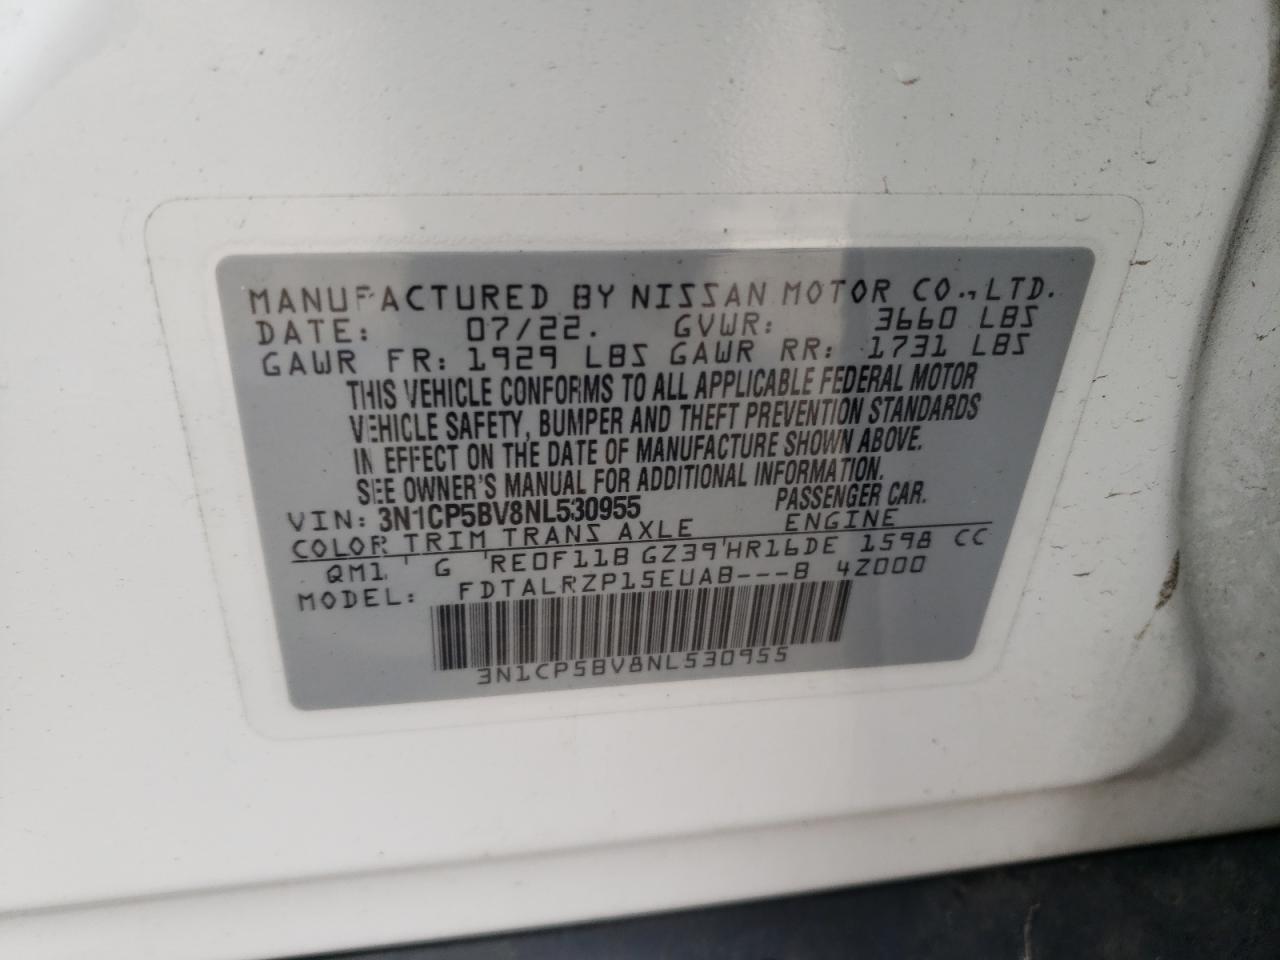 MANUFACTURED BY NISSAN MOTOR CO., LTD.
DATE: 07/22. GVWR: 3660 LBS
GAWR FR: 1929 LBS GAWR RR: 1731 LBS
THIS VEHICLE CONFORMS TO ALL APPLICABLE FEDERAL MOTOR
VEHICLE SAFETY, BUMPER AND THEFT PREVENTION STANDARDS
IN EFFECT ON THE DATE OF MANUFACTURE SHOWN ABOVE.
SEE OWNER'S MANUAL FOR ADDITIONAL INFORMATION.
PASSENGER CAR.
VIN: 3N1CP5BV8NL530955
COLOR TRIM TRANS AXLE ENGINE
QM1 G RE0F11B GZ39 HR16DE 1598 CC
MODEL: FDTALRZP15EUAB---B 4Z000
3N1CP5BV8NL530955